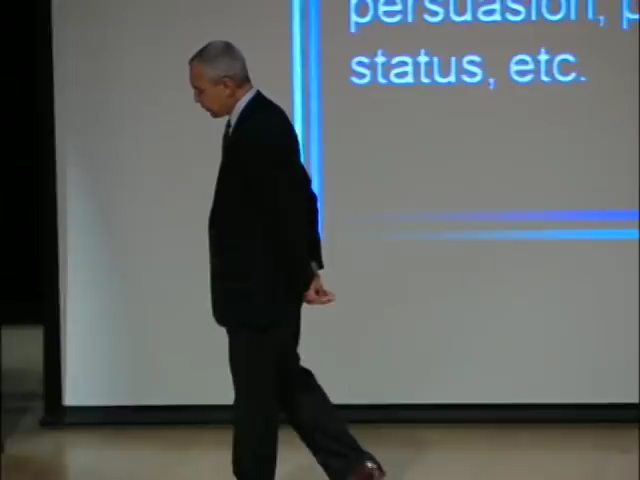 persuasion,
status, etc.